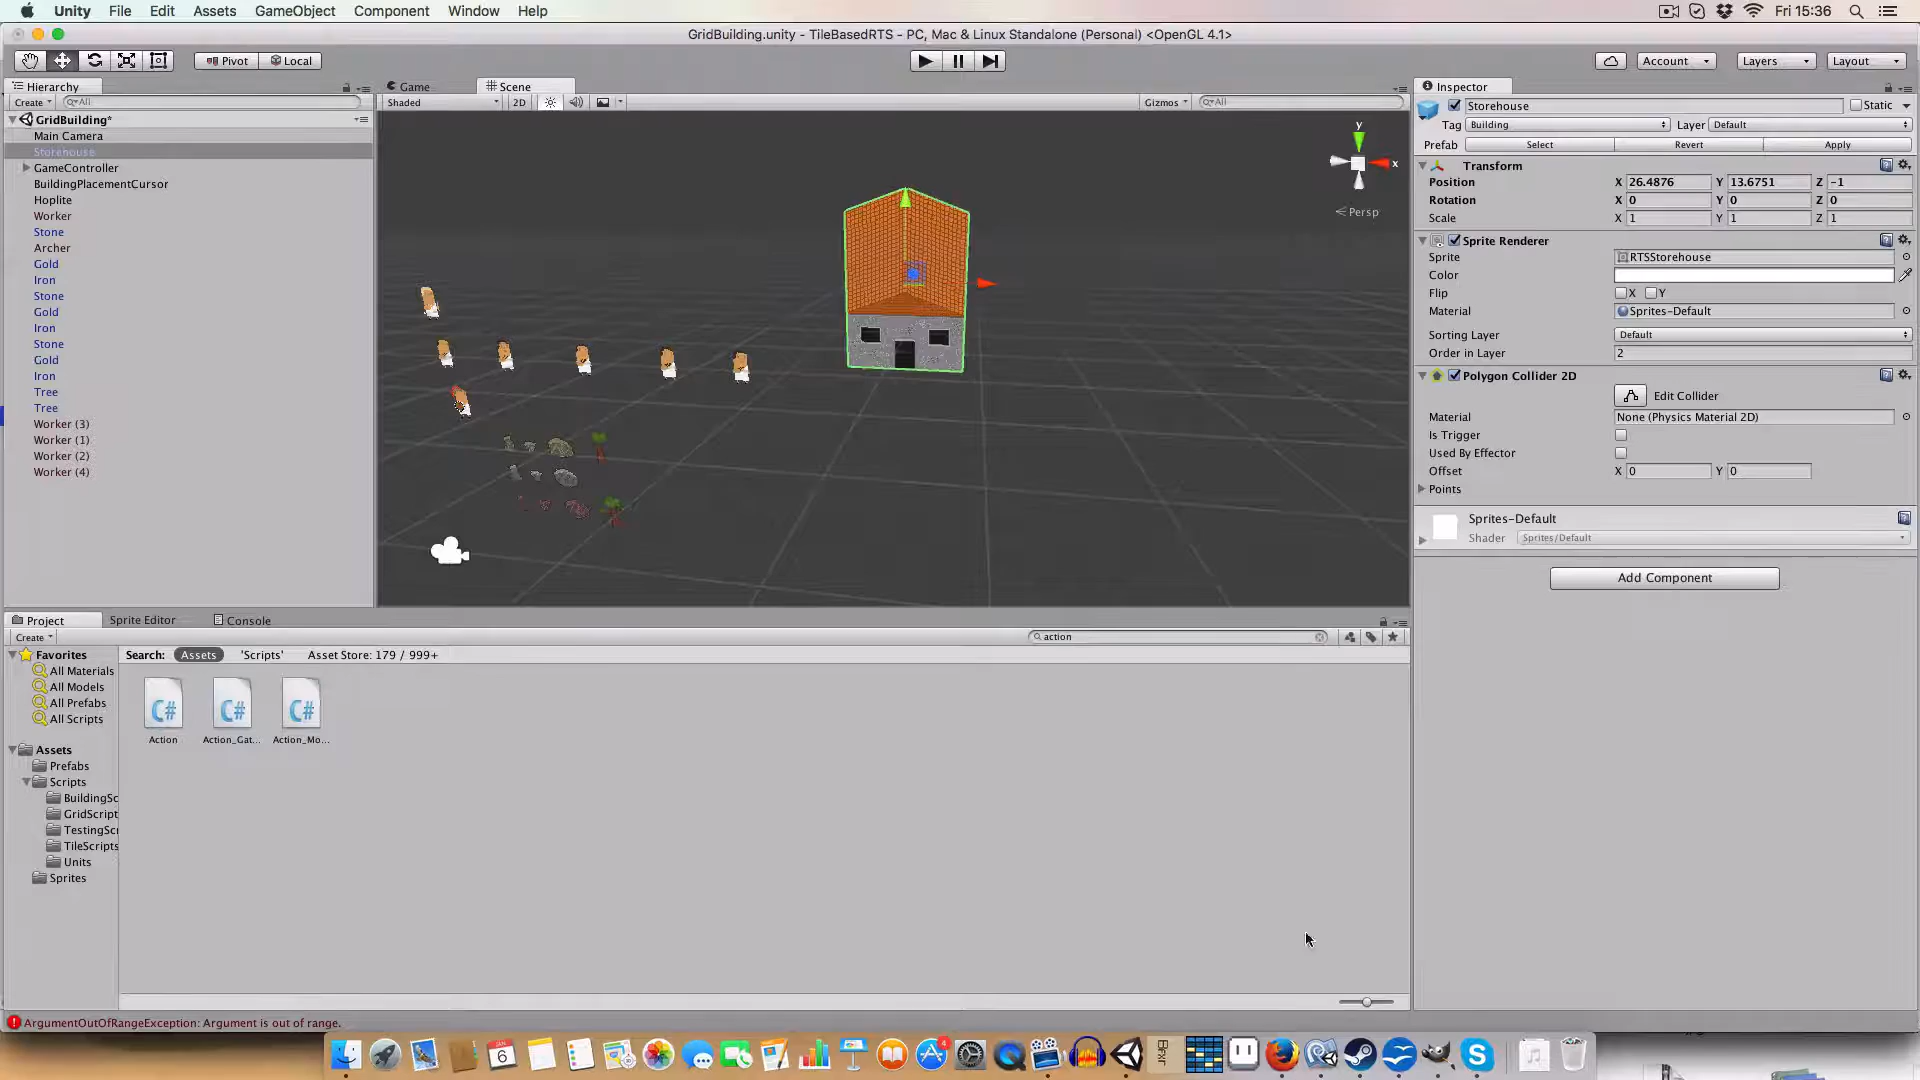 Unity File Edit Assets GameObject Component Window Help Fri 15:36
GridBuilding.unity - TileBasedRTS - PC, Mac & Linux Standalone (Personal) <OpenGL 4.1>
Pivot Local Account Layers Layout
Hierarchy
Create All
GridBuilding*
Main Camera
Storehouse
GameController
BuildingPlacementCursor
Hoplite
Worker
Stone
Archer
Gold
Iron
Stone
Gold
Iron
Stone
Gold
Iron
Tree
Tree
Worker (3)
Worker (1)
Worker (2)
Worker (4)
Game Scene
Shaded 2D Gizmos All
y
x
Persp
Inspector
Storehouse Static
Tag Building Layer Default
Prefab Select Revert Apply
Transform
Position X 26.4876 Y 13.6751 Z -1
Rotation X 0 Y 0 Z 0
Scale X 1 Y 1 Z 1
Sprite Renderer
Sprite RTSStorehouse
Color
Flip X Y
Material Sprites-Default
Sorting Layer Default
Order in Layer 2
Polygon Collider 2D
Edit Collider
Material None (Physics Material 2D)
Is Trigger
Used By Effector
Offset X 0 Y 0
Points
Sprites-Default
Shader Sprites/Default
Add Component
Project Sprite Editor Console
Create action
Favorites
All Materials
All Models
All Prefabs
All Scripts
Assets
Prefabs
Scripts
BuildingSc
GridScript
TestingScr
TileScripts
Units
Sprites
Search: Assets 'Scripts' Asset Store: 179 / 999+
C# C# C#
Action Action_Gat... Action_Mo...
ArgumentOutOfRangeException: Argument is out of range.
JAN
6
4
Bfxr